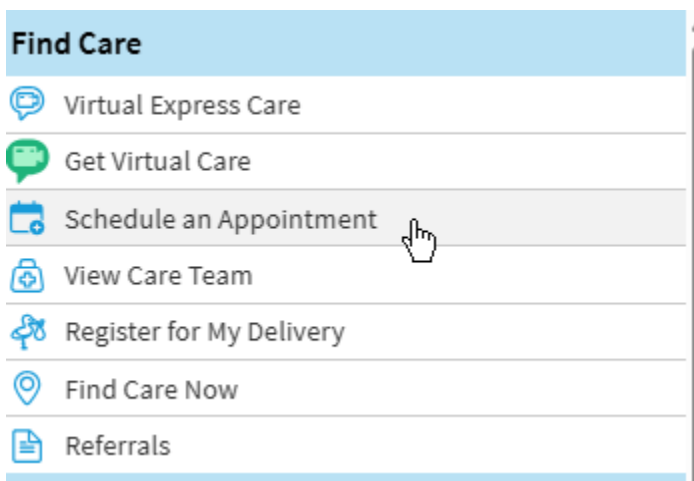 Find Care
Virtual Express Care
Get Virtual Care
Schedule an Appointment
View Care Team
Register for My Delivery
Find Care Now
Referrals